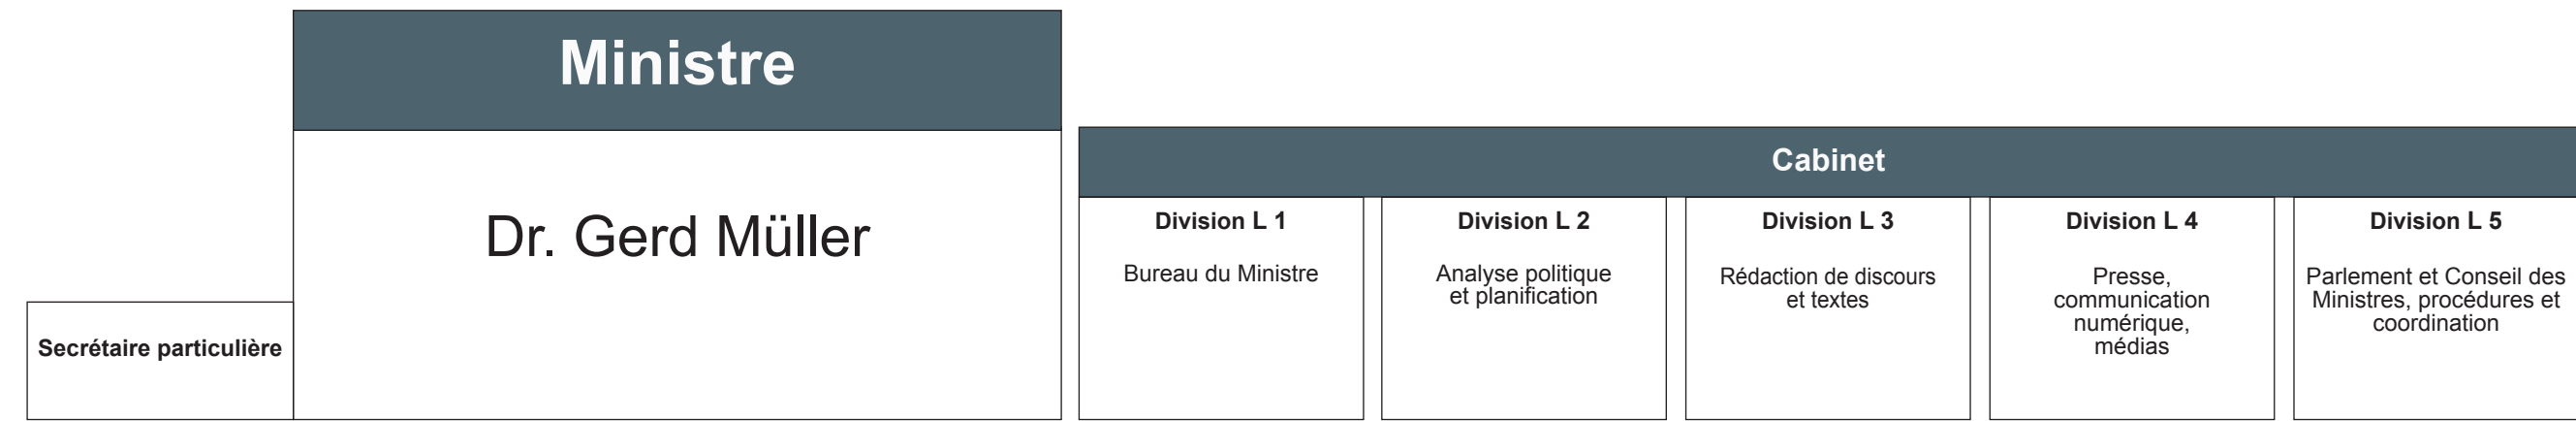 Ministre
Dr. Gerd Müller
Secrétaire particulière
Cabinet
Division L 1
Bureau du Ministre
Division L 2
Analyse politique
et planification
Division L 3
Rédaction de discours
et textes
Division L 4
Presse,
communication
numérique,
médias
Division L 5
Parlement et Conseil des
Ministres, procédures et
coordination